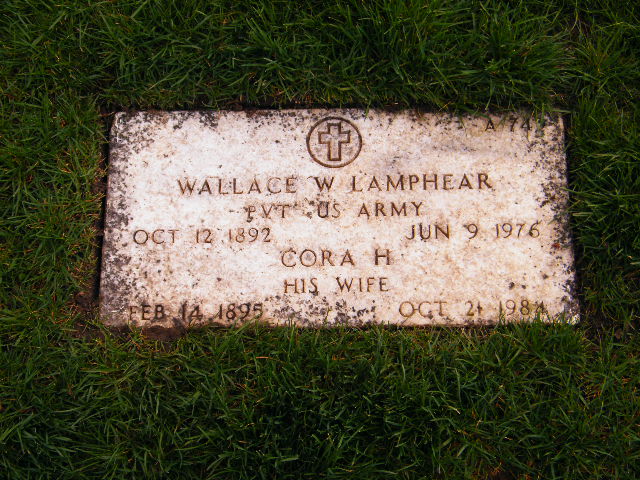 WALLACE W LAMPHEAR
PVT US ARMY
OCT 12 1892 JUN 9 1976
CORA H
HIS WIFE
FEB 14 1895 OCT 21 1984